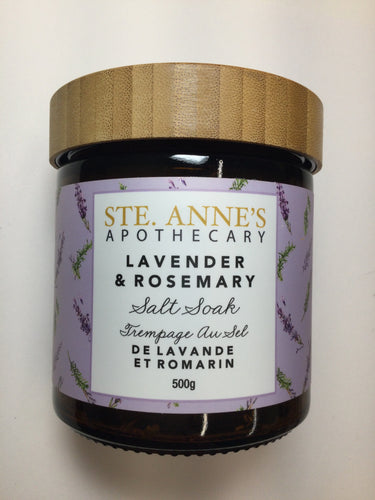 STE. ANNE'S
APOTHECARY
LAVENDER
& ROSEMARY
Salt Soak
Trempage Au Sel
DE LAVANDE
ET ROMARIN
500g